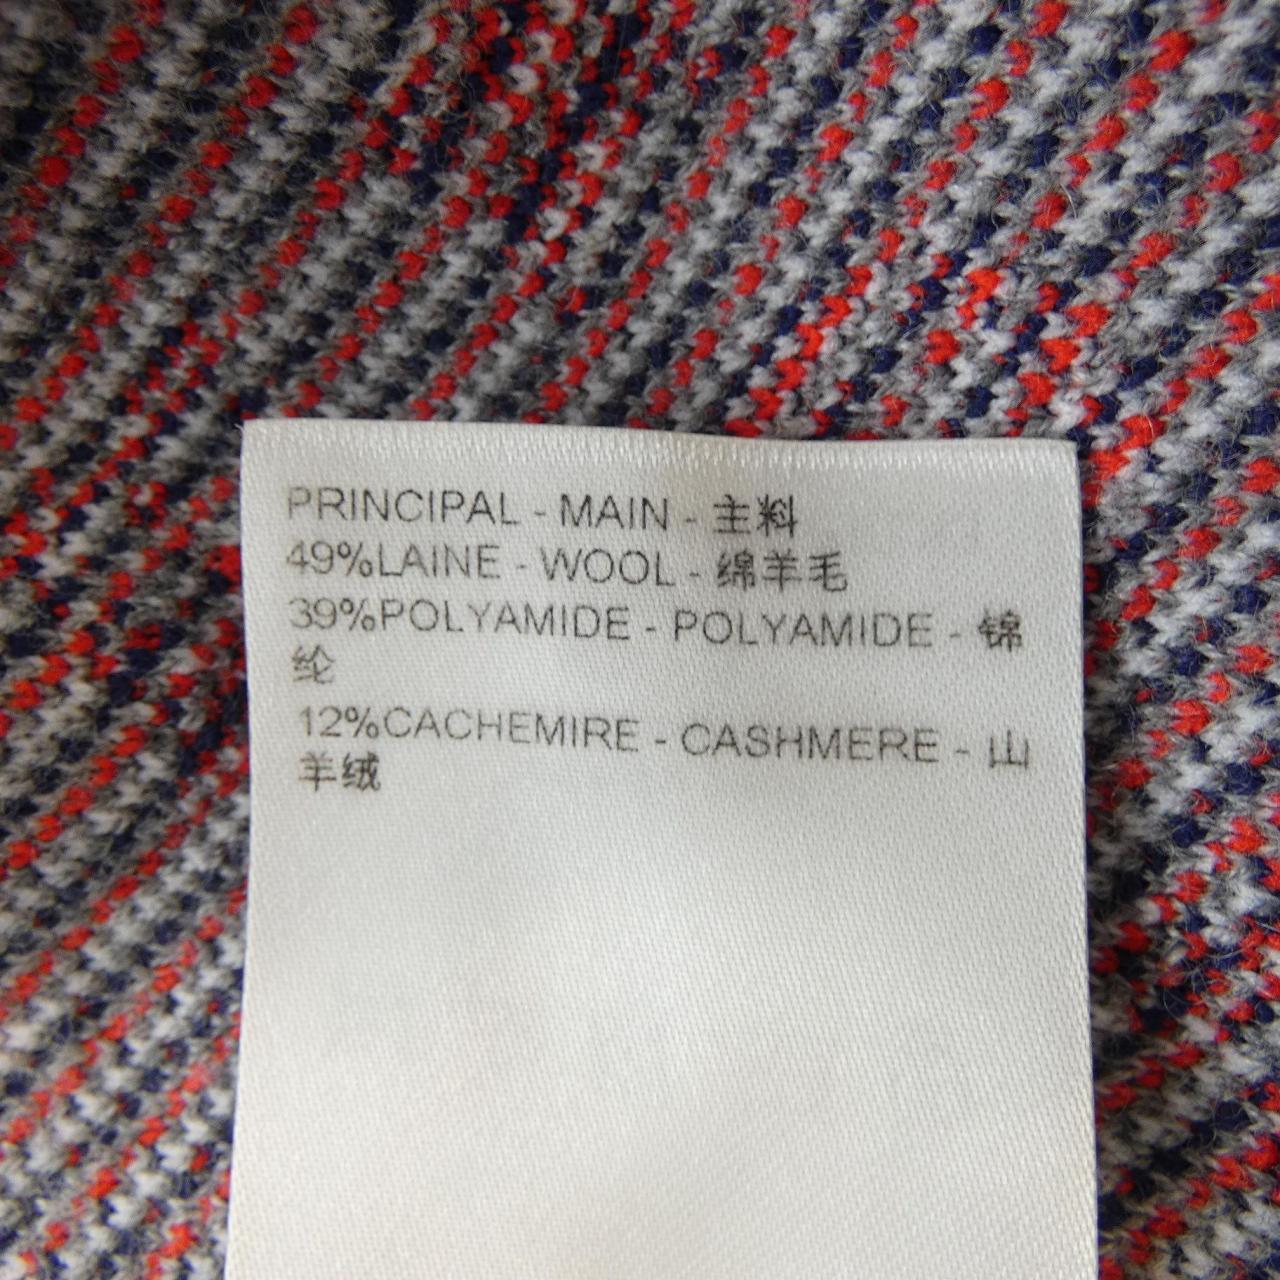 PRINCIPAL - MAIN - 主料
49%LAINE - WOOL - 绵羊毛
39%POLYAMIDE - POLYAMIDE - 锦
纶
12%CACHEMIRE - CASHMERE - 山
羊绒